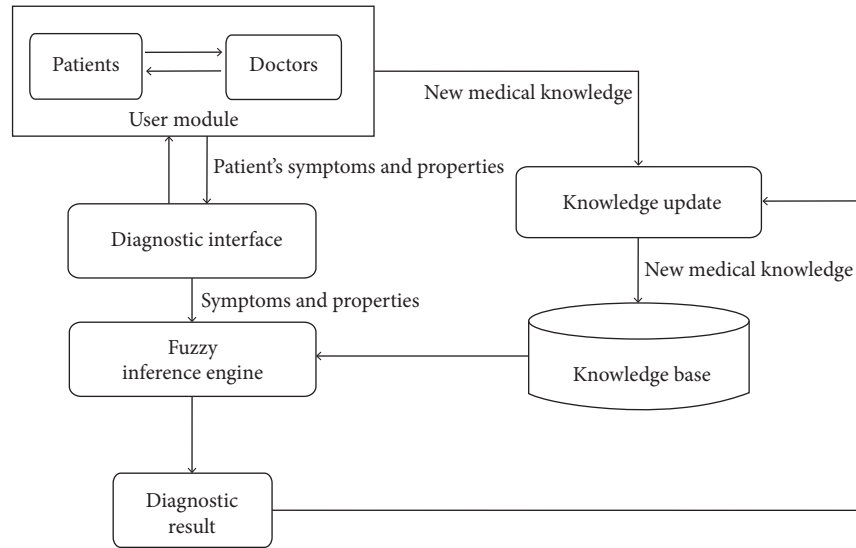 Patients
Doctors
User module
New medical knowledge
Patient’s symptoms and properties
Knowledge update
Diagnostic interface
New medical knowledge
Symptoms and properties
Fuzzy
inference engine
Knowledge base
Diagnostic
result